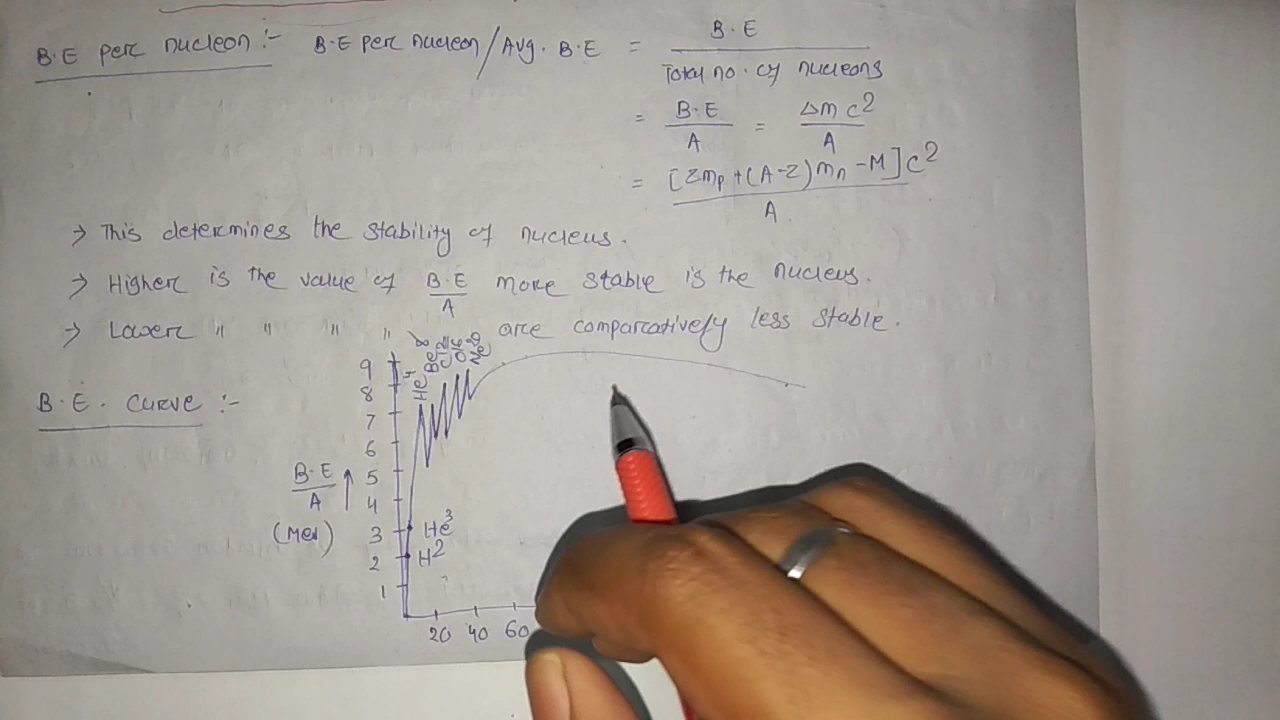 B.E per nucleon :- B.E per nucleon / Avg. B.E = B.E / Total no. of nucleons
= B.E / A = Δm c²/ A
= [Zmp + (A-Z) mn - M] c² / A
→ This determines the stability of nucleus.
→ Higher is the value of B.E / A more stable is the nucleus.
→ Lower " " " " are comparatively less stable.
B.E. Curve :-
B.E / A ↑
(Mev)
9
8
7
6
5
4
3
2
1
He³
H²
20 40 60